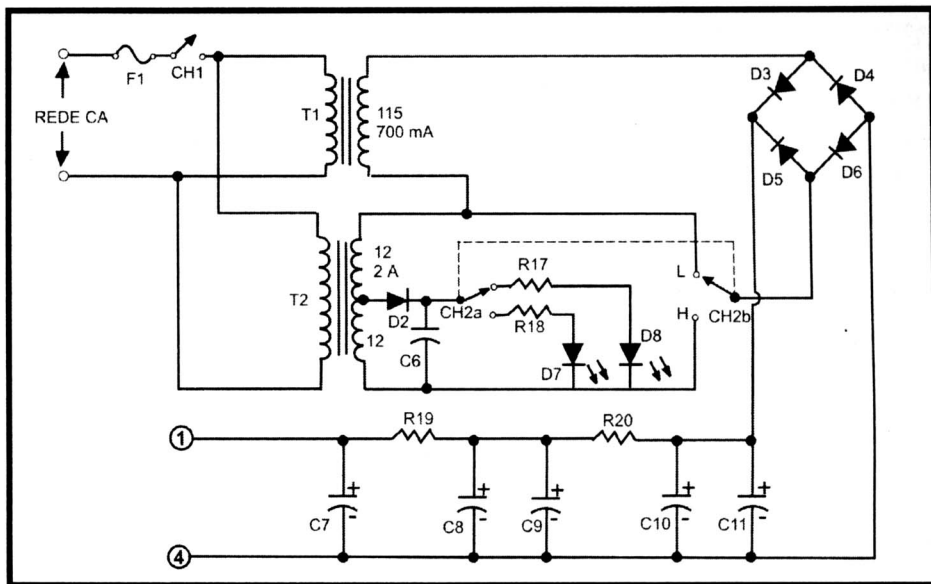 F1
CH1
REDE CA
T1
115
700 mA
D3
D4
D5
D6
T2
12
2 A
12
D2
C6
CH2a
R17
R18
D7
D8
L
H
CH2b
1
R19
R20
C7
+
-
C8
+
-
C9
+
-
C10
+
-
C11
+
-
4